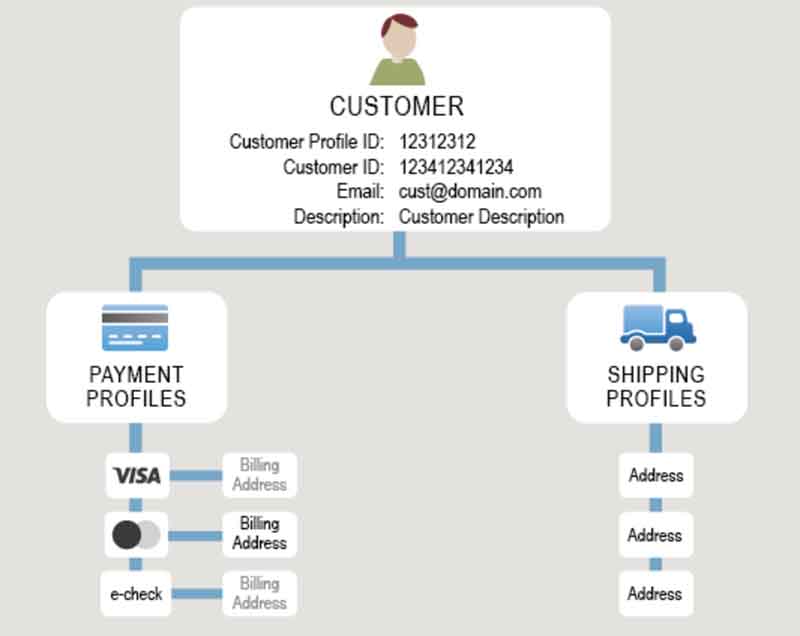 CUSTOMER
Customer Profile ID: 12312312
Customer ID: 123412341234
Email: cust@domain.com
Description: Customer Description
PAYMENT
PROFILES
VISA
Billing
Address
Billing
Address
e-check
Billing
Address
SHIPPING
PROFILES
Address
Address
Address